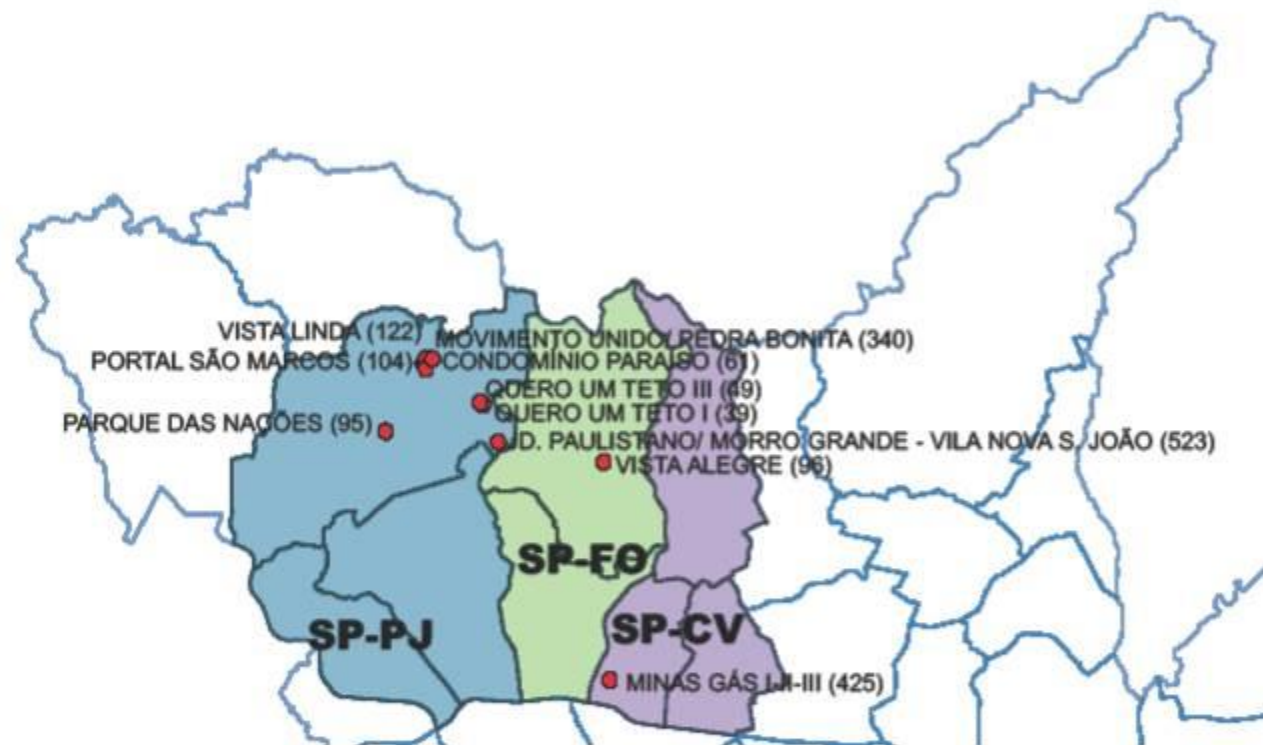 VISTA LINDA (122)
MOVIMENTO UNIDO/ PEDRA BONITA (340)
PORTAL SÃO MARCOS (104)
CONDOMÍNIO PARAÍSO (61)
QUERO UM TETO III (49)
QUERO UM TETO I (39)
PARQUE DAS NAÇÕES (95)
JD. PAULISTANO/ MORRO GRANDE - VILA NOVA S. JOÃO (523)
VISTA ALEGRE (96)
SP-FO
SP-PJ
SP-CV
MINAS GÁS I-II-III (425)